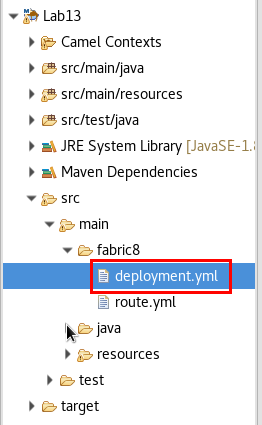 Lab13
Camel Contexts
src/main/java
src/main/resources
src/test/java
JRE System Library [JavaSE-1.8
Maven Dependencies
src
main
fabric8
deployment.yml
route.yml
java
resources
test
target